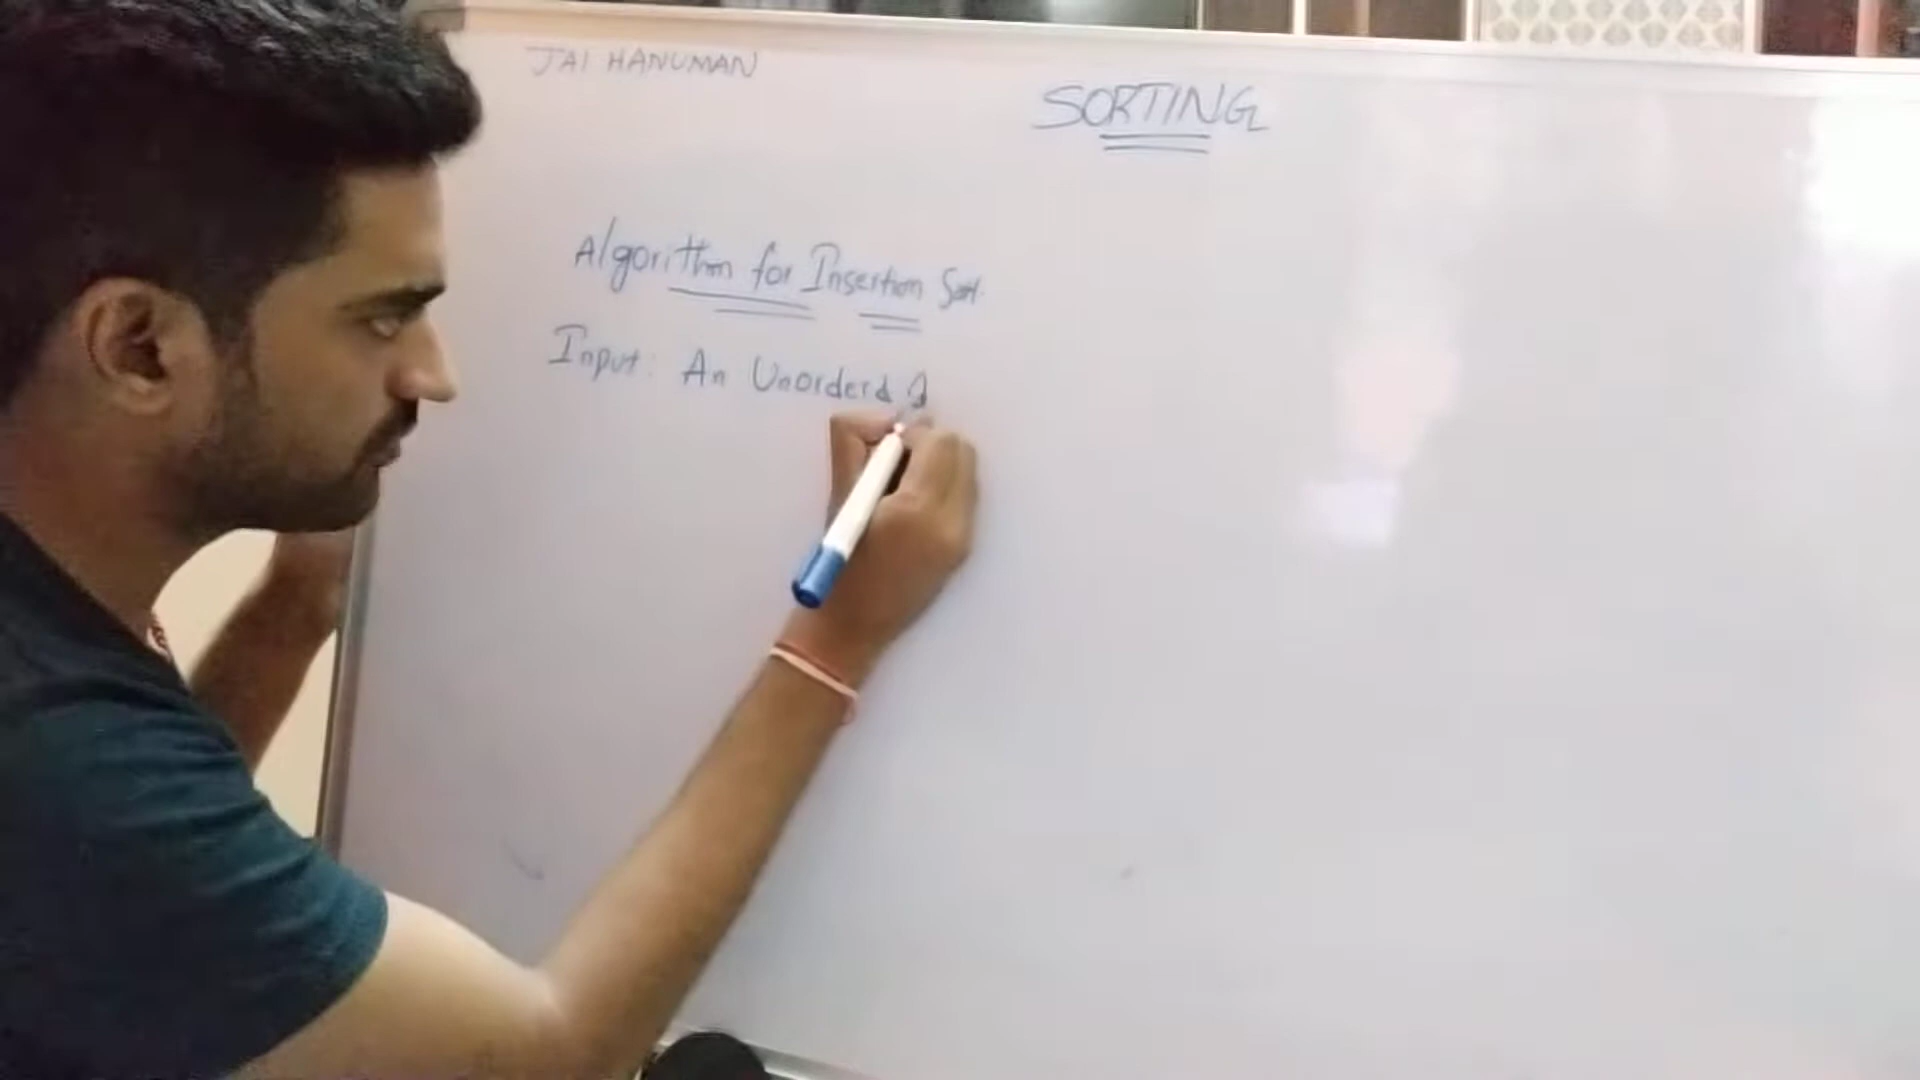 JAI HANUMAN
SORTING
Algorithm for Insertion Sort.
Input: An Unorderd